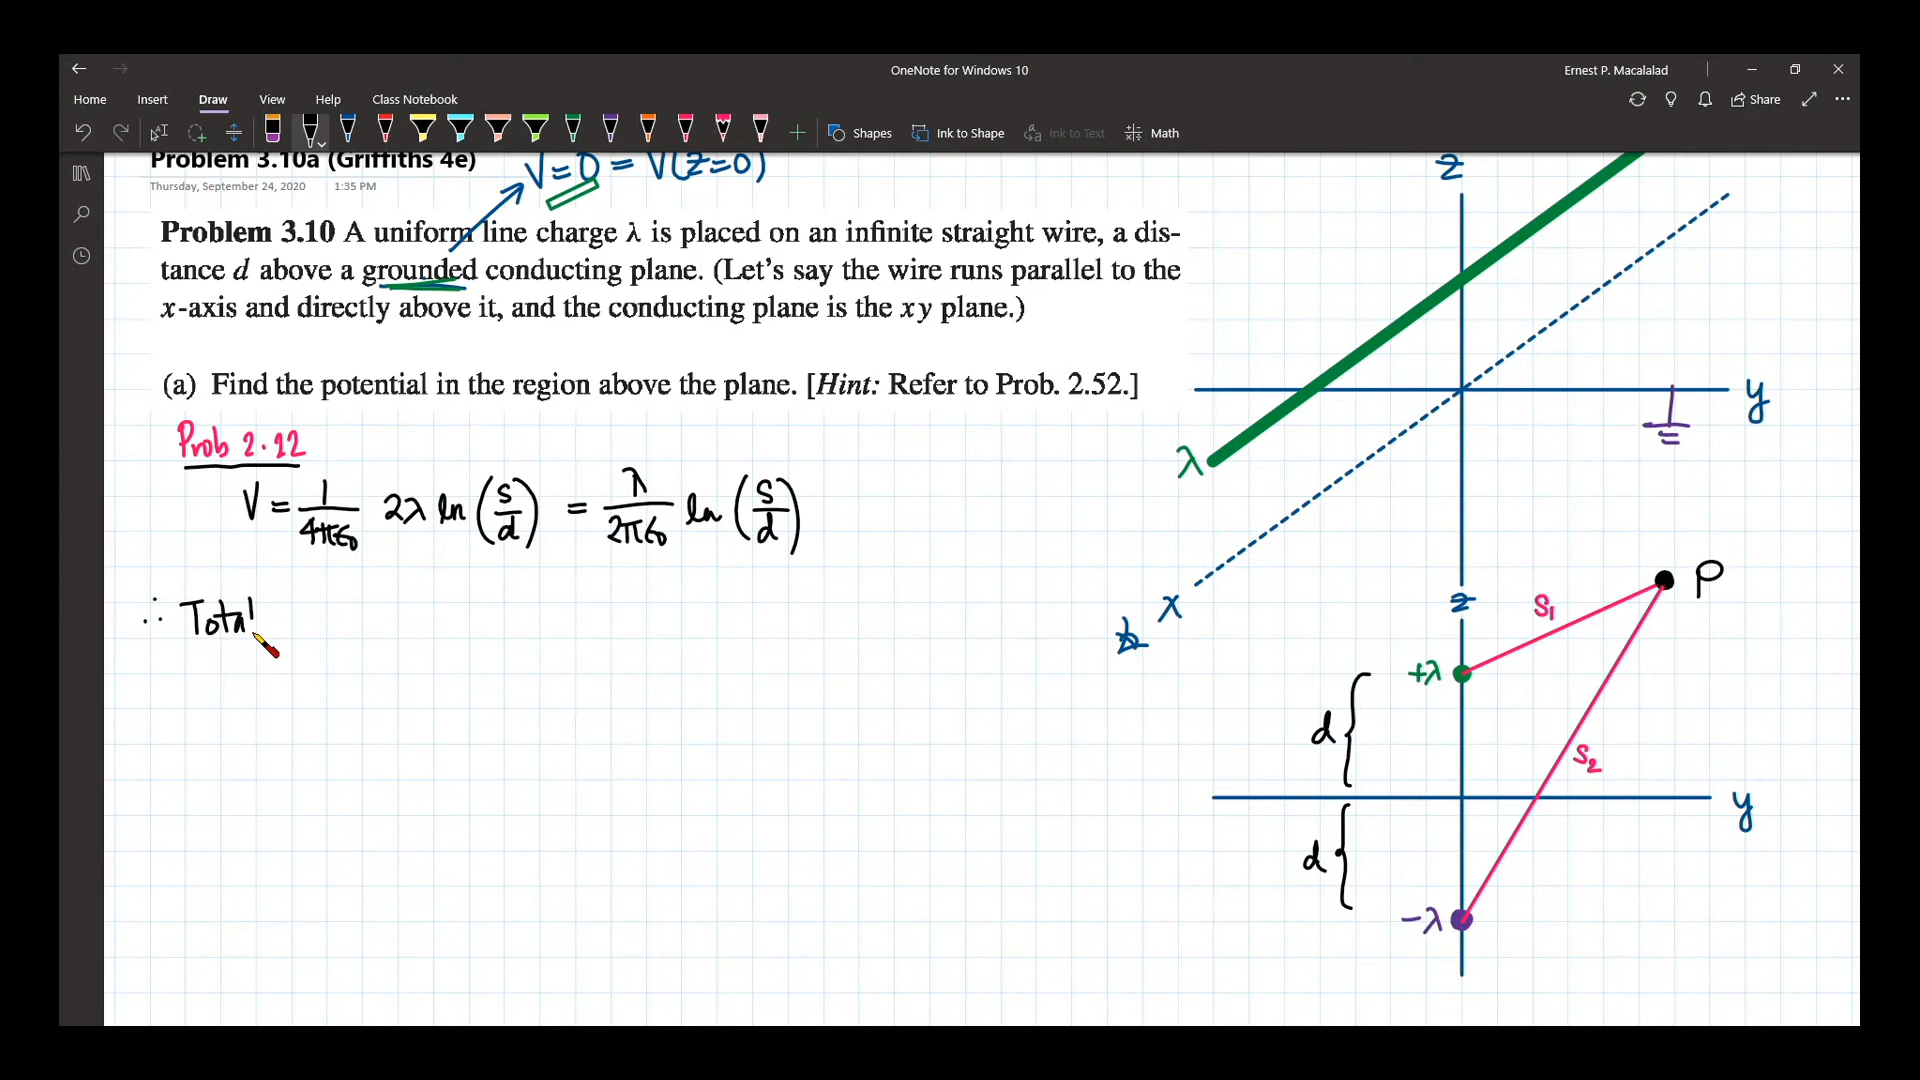 OneNote for Windows 10
Ernest P. Macalalad
Home Insert Draw View Help Class Notebook
Share
Shapes Ink to Shape Ink to Text Math
Problem 3.10a (Griffiths 4e)
V=0 = V(z=0)
Thursday, September 24, 2020 1:35 PM
Problem 3.10 A uniform line charge λ is placed on an infinite straight wire, a dis-
tance d above a grounded conducting plane. (Let's say the wire runs parallel to the
x-axis and directly above it, and the conducting plane is the xy plane.)
(a) Find the potential in the region above the plane. [Hint: Refer to Prob. 2.52.]
Prob 2.22
V = 1/4πε₀ 2λ ln (s/d) = λ/2πε₀ ln (s/d)
∴ Total
z
y
λ
x
z
P
S₁
+λ
d
S₂
y
d
-λ